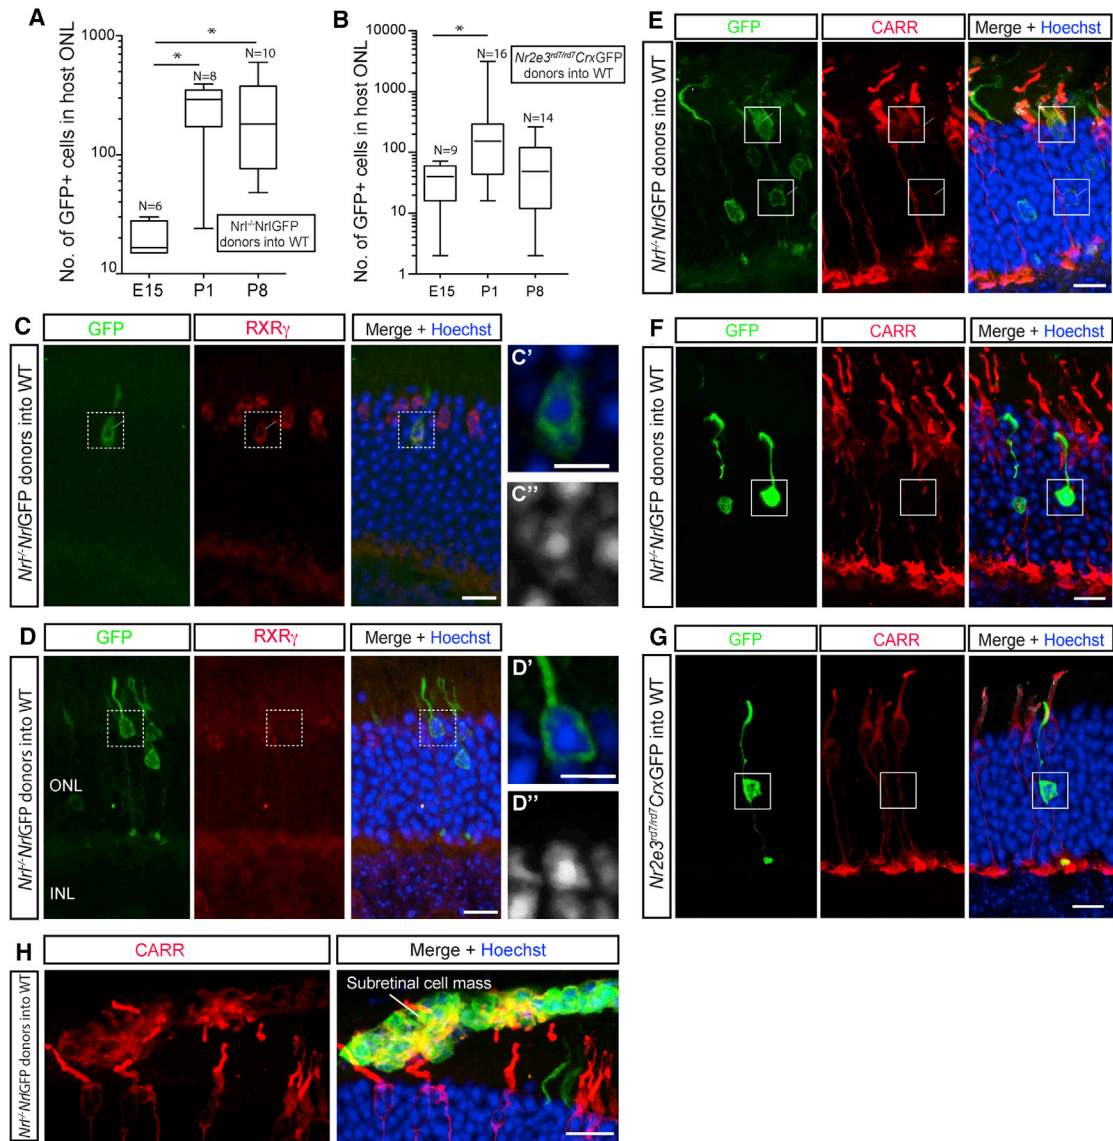 A
No. of GFP+ cells in host ONL
1000
100
10
*
*
N=6
N=8
N=10
Nrl-/-NrlGFP
donors into WT
E15 P1 P8
B
No. of GFP+ cells in host ONL
10000
1000
100
10
1
*
N=9
N=16
N=14
Nr2e3rd7/rd7CrxGFP
donors into WT
E15 P1 P8
C
Nrl-/-NrlGFP donors into WT
GFP RXRγ Merge + Hoechst
C'
C''
D
Nrl-/-NrlGFP donors into WT
GFP RXRγ Merge + Hoechst
ONL
INL
D'
D''
E
Nrl-/-NrlGFP donors into WT
GFP CARR Merge + Hoechst
F
Nrl-/-NrlGFP donors into WT
GFP CARR Merge + Hoechst
G
Nr2e3rd7/rd7CrxGFP into WT
GFP CARR Merge + Hoechst
H
Nrl-/-NrlGFP donors into WT
CARR Merge + Hoechst
Subretinal cell mass